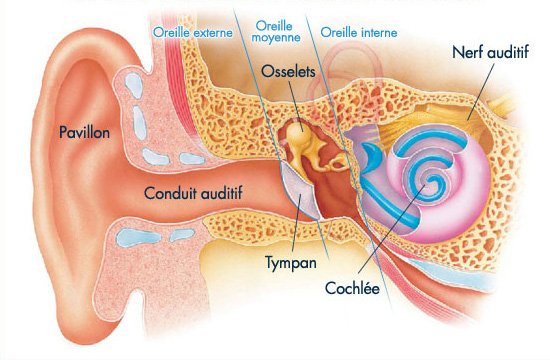 Oreille externe
Oreille
moyenne
Oreille interne
Osselets
Nerf auditif
Pavillon
Conduit auditif
Tympan
Cochlée